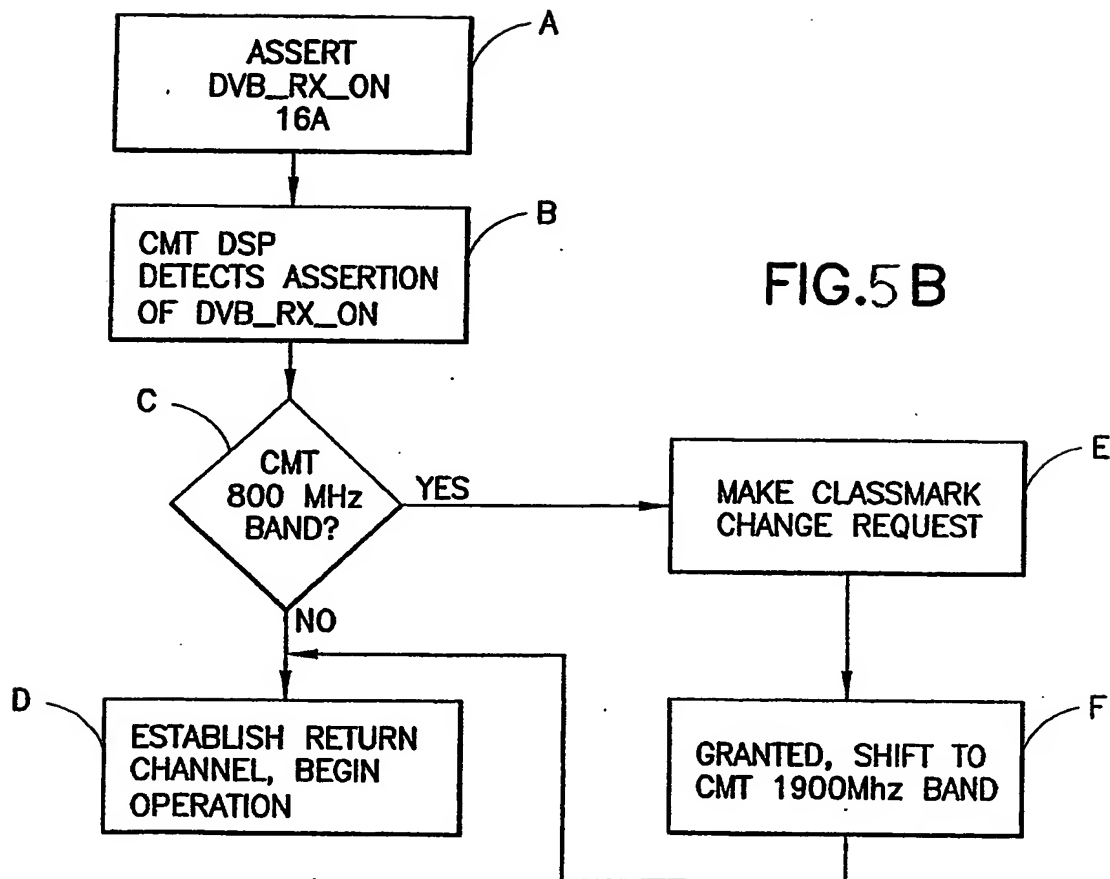 A
ASSERT
DVB_RX_ON
16A
B
CMT DSP
DETECTS ASSERTION
OF DVB_RX_ON
FIG.5B
C
CMT
800 MHz
BAND?
YES
NO
E
MAKE CLASSMARK
CHANGE REQUEST
D
ESTABLISH RETURN
CHANNEL, BEGIN
OPERATION
F
GRANTED, SHIFT TO
CMT 1900Mhz BAND